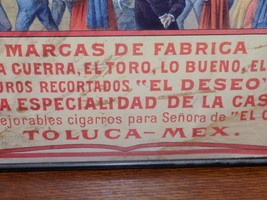 MARCAS DE FABRICA
A GUERRA, EL TORO, LO BUENO, EL
ROS RECORTADOS "EL DESEO"
A ESPECIALIDAD DE LA CAS
ejorables cigarros para Señora de "EL
TOLUCA-MEX.